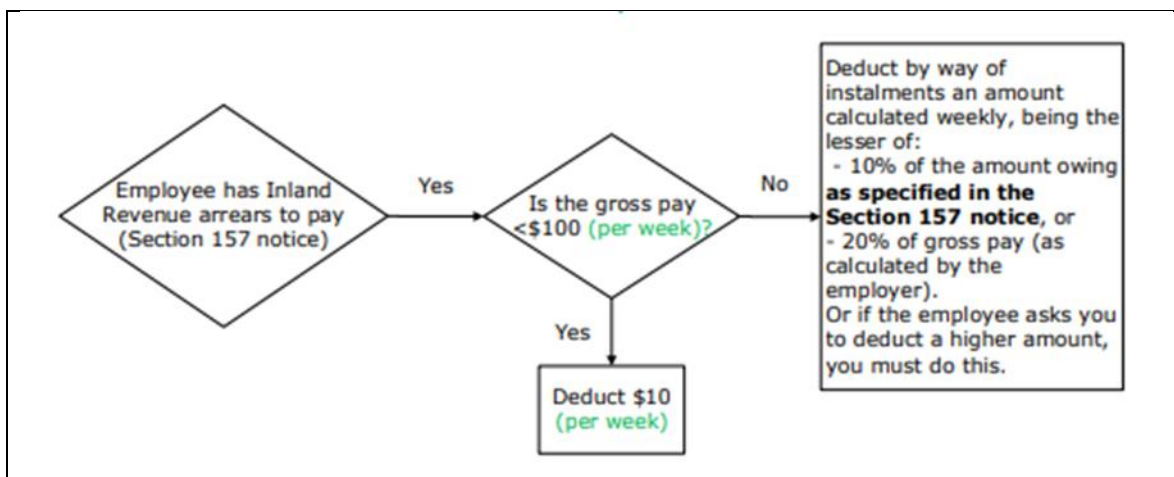 Employee has Inland
Revenue arrears to pay
(Section 157 notice)
Yes
Is the gross pay
<$100 (per week)?
No
Deduct by way of
instalments an amount
calculated weekly, being the
lesser of:
- 10% of the amount owing
as specified in the
Section 157 notice, or
- 20% of gross pay (as
calculated by the
employer).
Or if the employee asks you
to deduct a higher amount,
you must do this.
Yes
Deduct $10
(per week)